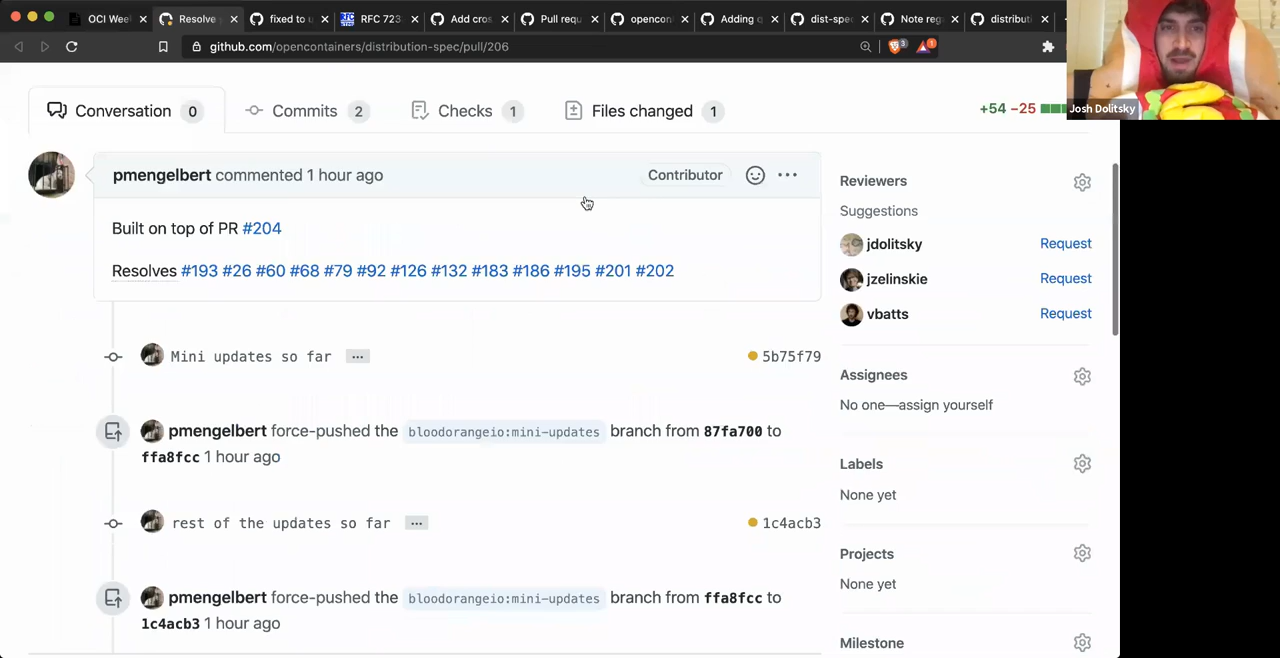 OCI Wee
Resolve
fixed to u
RFC 723
Add cros
Pull requ
opencon
Adding q
dist-spe
Note reg
distributi
github.com/opencontainers/distribution-spec/pull/206
3
1
Josh Dolitsky
Conversation 0
Commits 2
Checks 1
Files changed 1
+54 −25
pmengelbert commented 1 hour ago
Contributor
Built on top of PR #204
Resolves #193 #26 #60 #68 #79 #92 #126 #132 #183 #186 #195 #201 #202
Mini updates so far ... 5b75f79
pmengelbert force-pushed the bloodorangeio:mini-updates branch from 87fa700 to
ffa8fcc 1 hour ago
rest of the updates so far ... 1c4acb3
pmengelbert force-pushed the bloodorangeio:mini-updates branch from ffa8fcc to
1c4acb3 1 hour ago
Reviewers
Suggestions
jdolitsky Request
jzelinskie Request
vbatts Request
Assignees
No one—assign yourself
Labels
None yet
Projects
None yet
Milestone